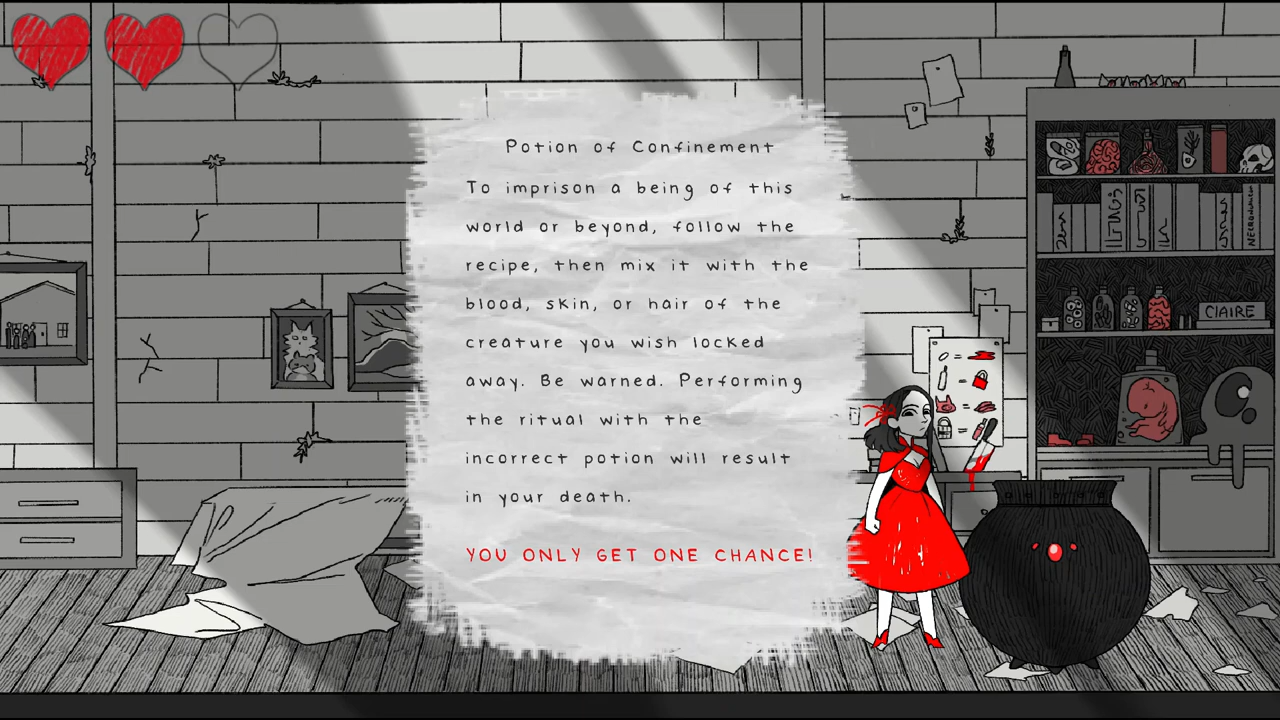 Potion of Confinement
To imprison a being of this
world or beyond, follow the
recipe, then mix it with the
blood, skin, or hair of the
creature you wish locked
away. Be warned. Performing
the ritual with the
incorrect potion will result
in your death.
YOU ONLY GET ONE CHANCE!
CLAIRE